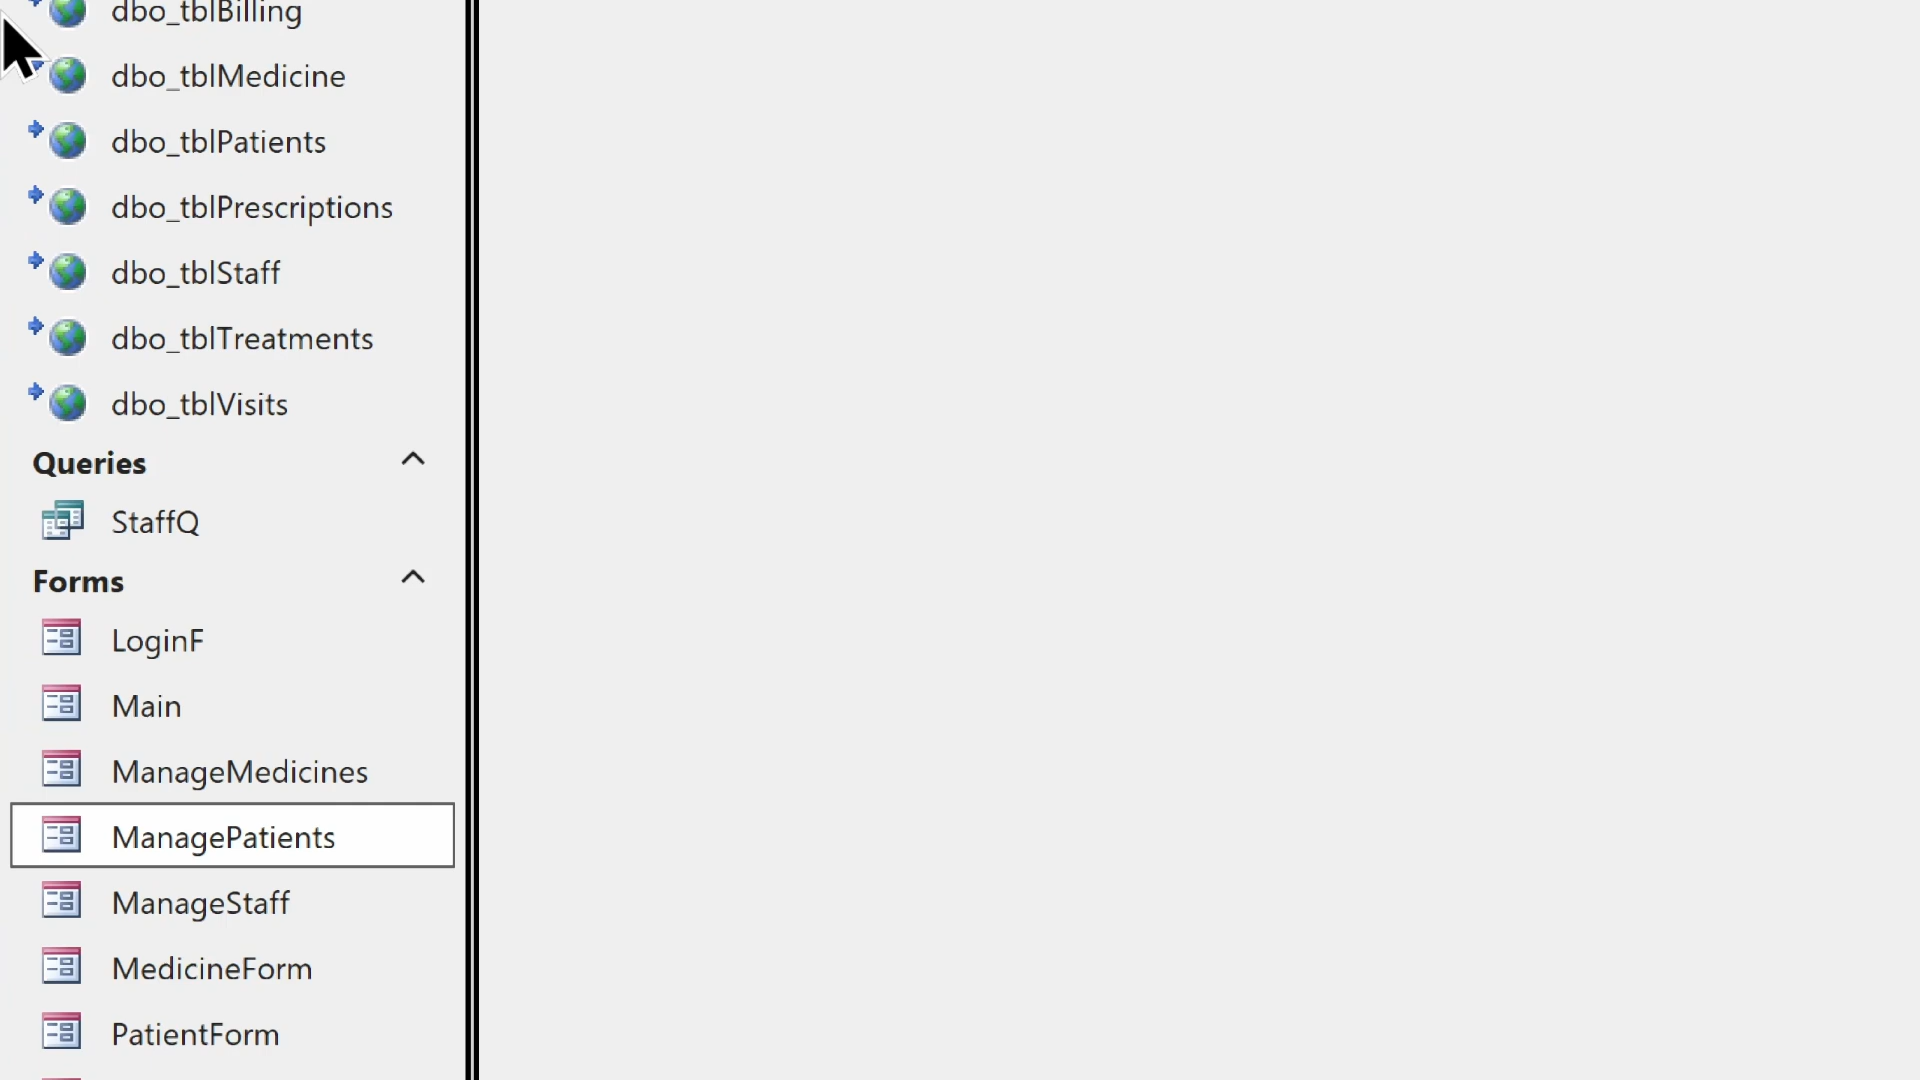 dbo_tblBilling
dbo_tblMedicine
dbo_tblPatients
dbo_tblPrescriptions
dbo_tblStaff
dbo_tblTreatments
dbo_tblVisits
Queries
StaffQ
Forms
LoginF
Main
ManageMedicines
ManagePatients
ManageStaff
MedicineForm
PatientForm